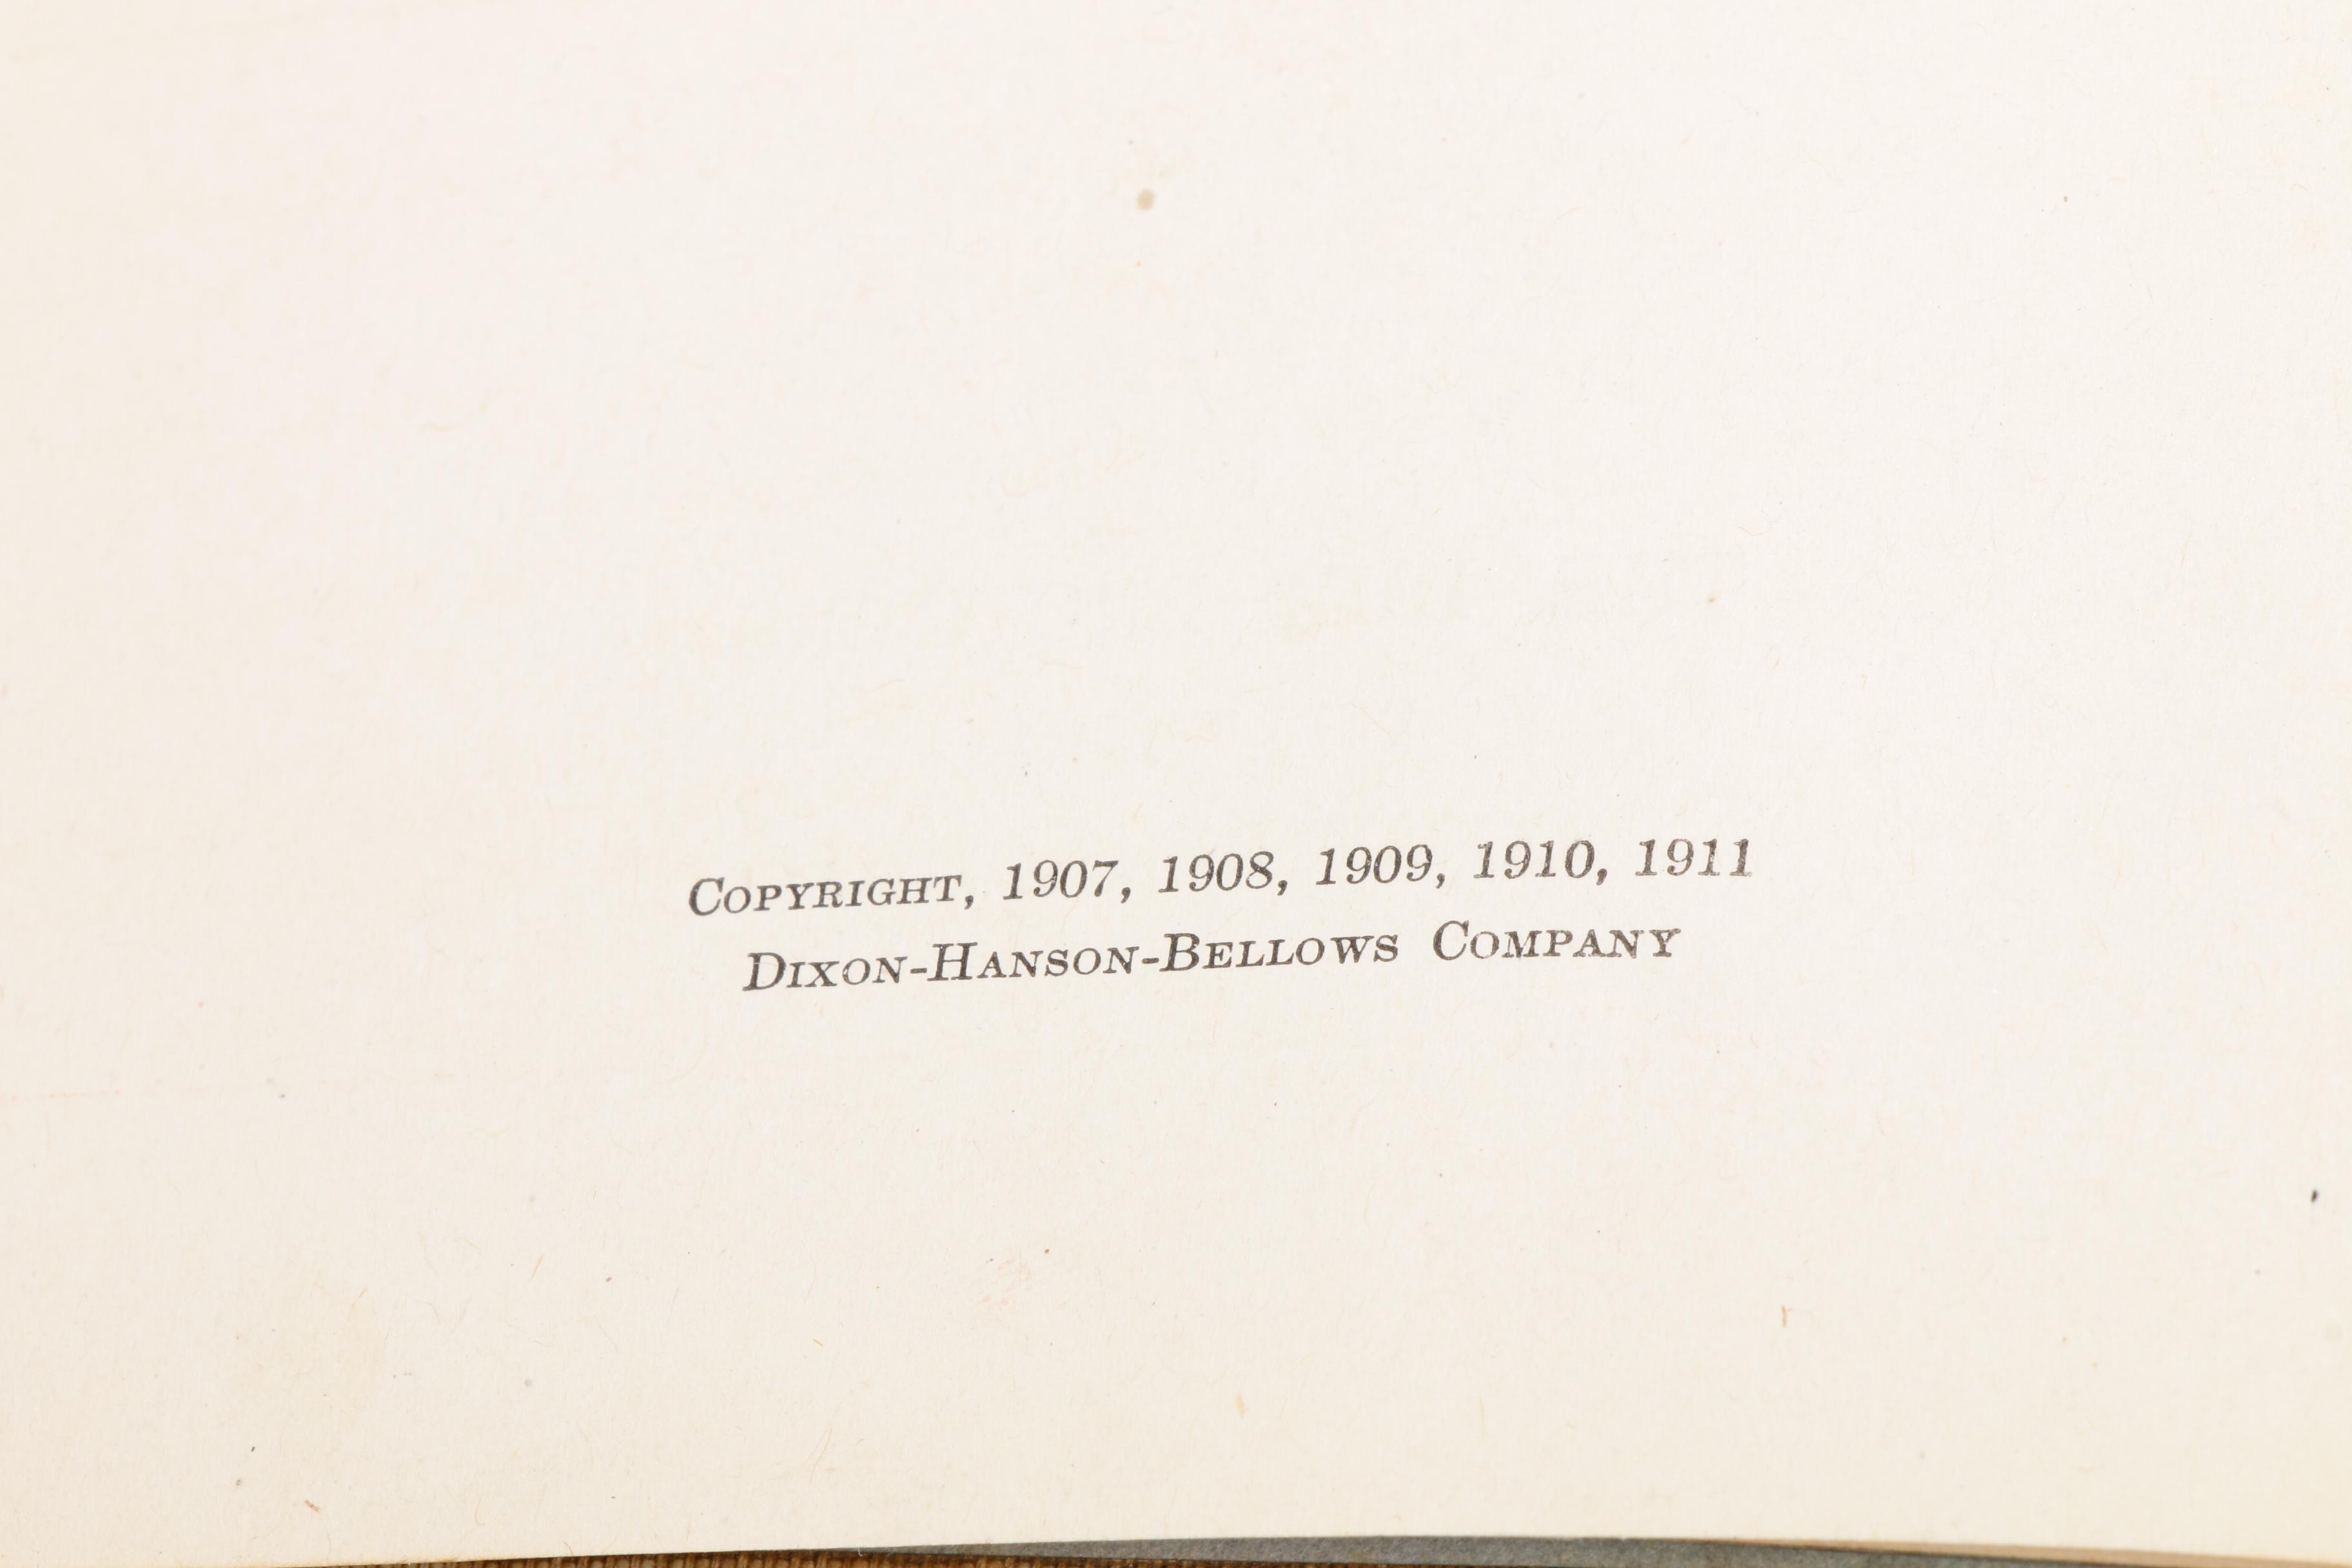 Copyright, 1907, 1908, 1909, 1910, 1911
Dixon-Hanson-Bellows Company